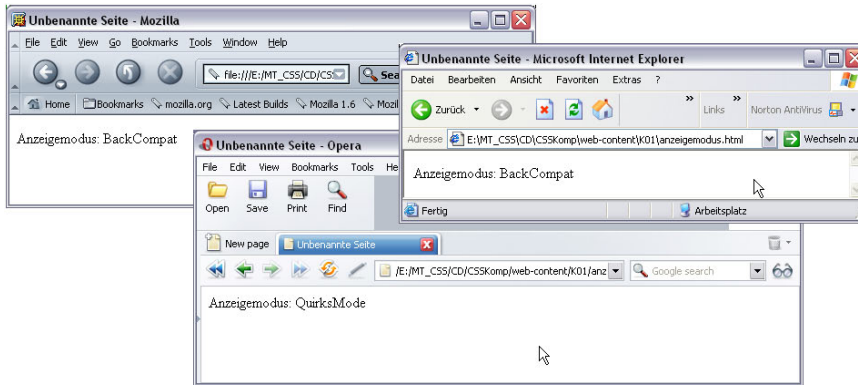 Unbenannte Seite - Mozilla
File Edit View Go Bookmarks Tools Window Help
file:///E:/MT_CSS/CD/CSS
Sea
Home Bookmarks mozilla.org Latest Builds Mozilla 1.6 Mozil
Anzeigemodus: BackCompat
Unbenannte Seite - Microsoft Internet Explorer
Datei Bearbeiten Ansicht Favoriten Extras ?
Zurück » Links » Norton AntiVirus
Adresse E:\MT_CSS\CD\CSSKomp\web-content\K01\anzeigemodus.html Wechseln zu
Anzeigemodus: BackCompat
Fertig Arbeitsplatz
Unbenannte Seite - Opera
File Edit View Bookmarks Tools He
Open Save Print Find
New page Unbenannte Seite
/E:/MT_CSS/CD/CSSKomp/web-content/K01/anz Google search
Anzeigemodus: QuirksMode